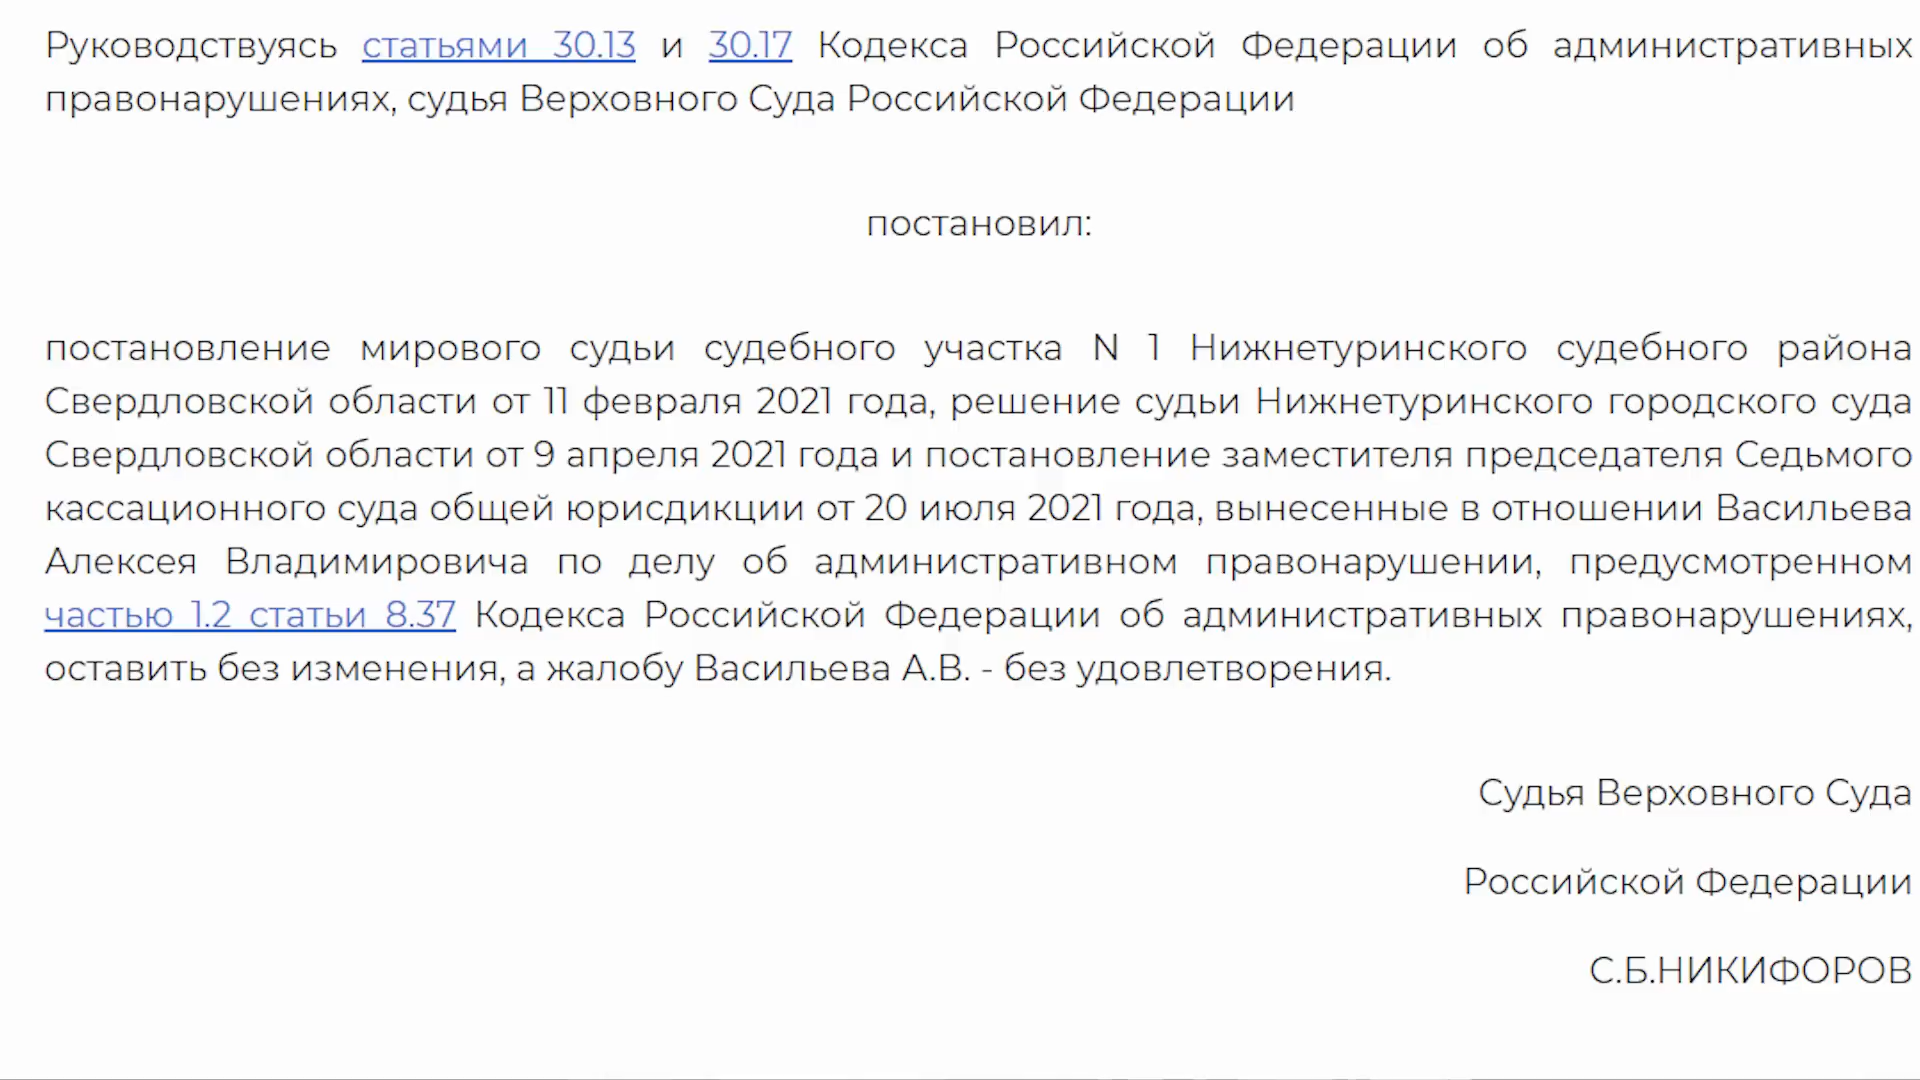 Руководствуясь статьями 30.13 и 30.17 Кодекса Российской Федерации об административных
правонарушениях, судья Верховного Суда Российской Федерации
постановил:
постановление мирового судьи судебного участка N 1 Нижнетуринского судебного района
Свердловской области от 11 февраля 2021 года, решение судьи Нижнетуринского городского суда
Свердловской области от 9 апреля 2021 года и постановление заместителя председателя Седьмого
кассационного суда общей юрисдикции от 20 июля 2021 года, вынесенные в отношении Васильева
Алексея Владимировича по делу об административном правонарушении, предусмотренном
частью 1.2 статьи 8.37 Кодекса Российской Федерации об административных правонарушениях,
оставить без изменения, а жалобу Васильева А.В. - без удовлетворения.
Судья Верховного Суда
Российской Федерации
С.Б.НИКИФОРОВ